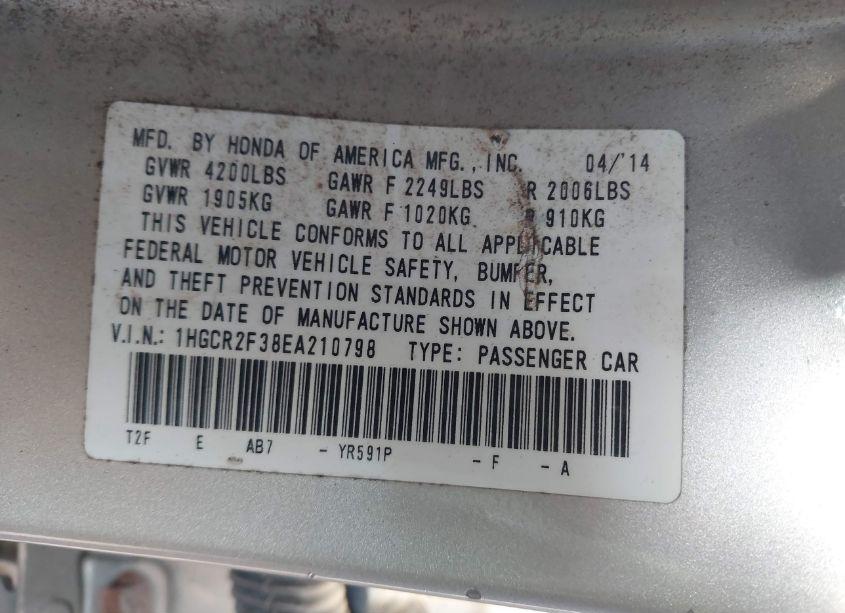 MFD. BY HONDA OF AMERICA MFG., INC. 04/'14
GVWR 4200LBS GAWR F 2249LBS R 2006LBS
GVWR 1905KG GAWR F 1020KG R 910KG
THIS VEHICLE CONFORMS TO ALL APPLICABLE
FEDERAL MOTOR VEHICLE SAFETY, BUMPER,
AND THEFT PREVENTION STANDARDS IN EFFECT
ON THE DATE OF MANUFACTURE SHOWN ABOVE.
V.I.N.: 1HGCR2F38EA210798 TYPE: PASSENGER CAR
T2F E AB7 - YR591P - F - A